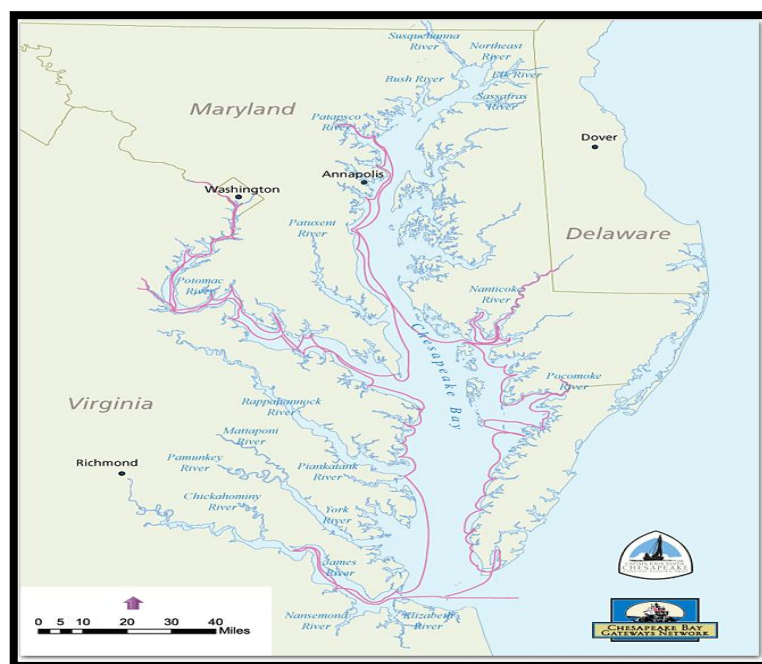 Susquehanna
River
Northeast
River
Elk River
Bush River
Sassafras
River
Maryland
Patapsco
River
Dover
Annapolis
Washington
Patuxent
River
Delaware
Potomac
River
Nanticoke
River
Chesapeake Bay
Pocomoke
River
Virginia
Rappahannock
River
Mattaponi
River
Richmond
Pamunkey
River
Piankatank
River
Chickahominy
River
York
River
James
River
Nansemond
River
Elizabeth
River
0 5 10 20 30 40
Miles
CAPTAIN JOHN SMITH
CHESAPEAKE
CHESAPEAKE BAY
GATEWAYS NETWORK